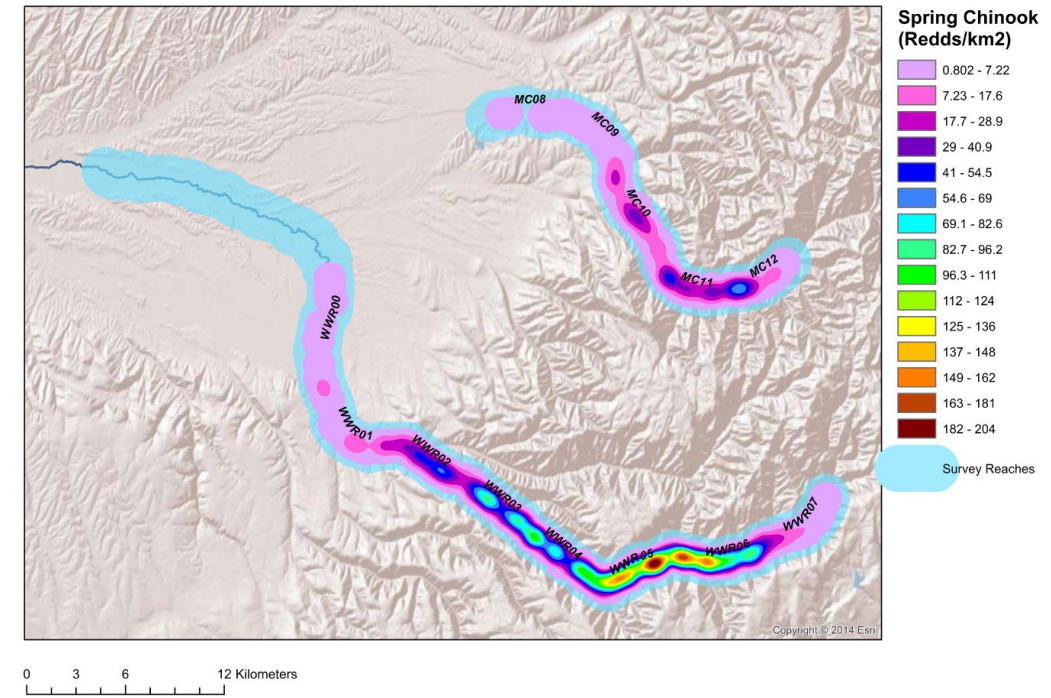 Spring Chinook
(Redds/km2)
0.802 - 7.22
7.23 - 17.6
17.7 - 28.9
29 - 40.9
41 - 54.5
54.6 - 69
69.1 - 82.6
82.7 - 96.2
96.3 - 111
112 - 124
125 - 136
137 - 148
149 - 162
163 - 181
182 - 204
Survey Reaches
MC08
MC09
MC10
MC11
MC12
WWR00
WWR01
WWR02
WWR03
WWR04
WWR05
WWR06
WWR07
Copyright © 2014 Esri
0 3 6 12 Kilometers